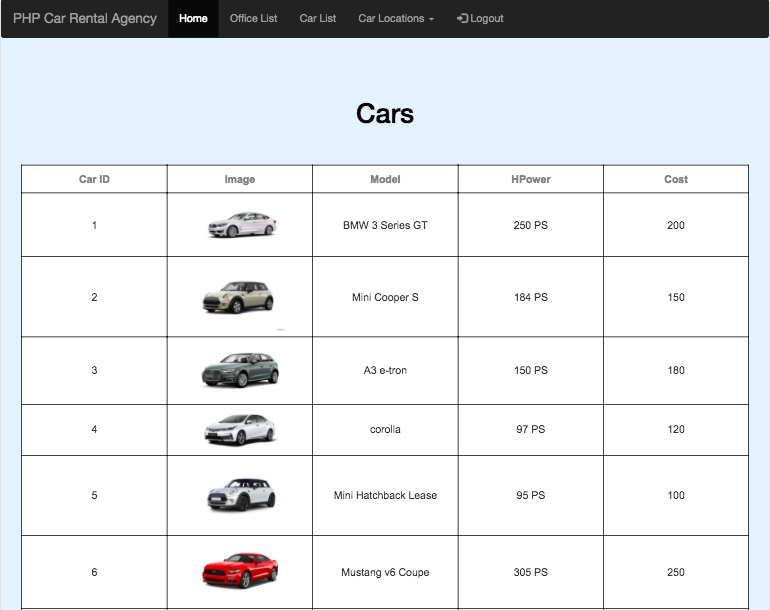 PHP Car Rental Agency Home Office List Car List Car Locations Logout
Cars
Car ID Image Model HPower Cost
1 BMW 3 Series GT 250 PS 200
2 Mini Cooper S 184 PS 150
3 A3 e-tron 150 PS 180
4 corolla 97 PS 120
5 Mini Hatchback Lease 95 PS 100
6 Mustang v6 Coupe 305 PS 250